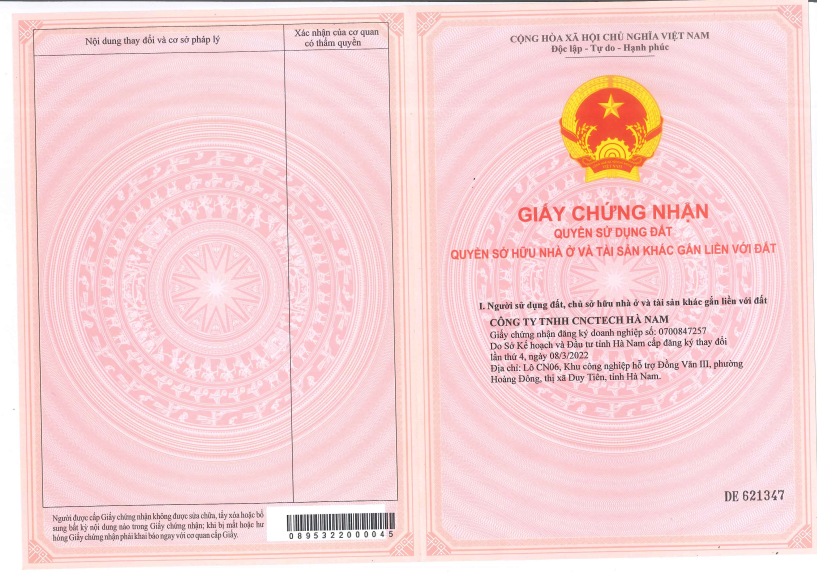 Nội dung thay đổi và cơ sở pháp lý
Xác nhận của cơ quan
có thẩm quyền
Người được cấp Giấy chứng nhận không được sửa chữa, tẩy xóa hoặc bổ
sung bất kỳ nội dung nào trong Giấy chứng nhận; khi bị mất hoặc hư
hỏng Giấy chứng nhận phải khai báo ngay với cơ quan cấp Giấy.
0895322000045
CỘNG HÒA XÃ HỘI CHỦ NGHĨA VIỆT NAM
Độc lập - Tự do - Hạnh phúc
GIẤY CHỨNG NHẬN
QUYỀN SỬ DỤNG ĐẤT
QUYỀN SỞ HỮU NHÀ Ở VÀ TÀI SẢN KHÁC GẮN LIỀN VỚI ĐẤT
I. Người sử dụng đất, chủ sở hữu nhà ở và tài sản khác gắn liền với đất
CÔNG TY TNHH CNCTECH HÀ NAM
Giấy chứng nhận đăng ký doanh nghiệp số: 0700847257
Do Sở Kế hoạch và Đầu tư tỉnh Hà Nam cấp đăng ký thay đổi
lần thứ 4, ngày 08/3/2022
Địa chỉ: Lô CN06, Khu công nghiệp hỗ trợ Đồng Văn III, phường
Hoàng Đông, thị xã Duy Tiên, tỉnh Hà Nam.
DE 621347